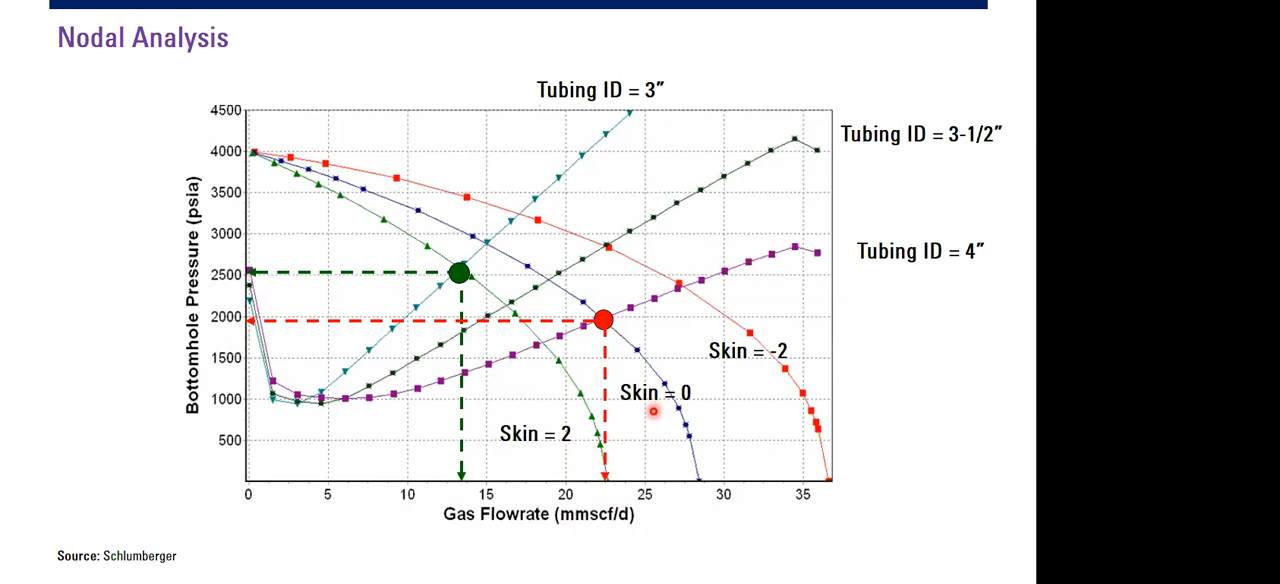 Nodal Analysis
Tubing ID = 3”
Tubing ID = 3-1/2”
Tubing ID = 4”
Bottomhole Pressure (psia)
4500
4000
3500
3000
2500
2000
1500
1000
500
Skin = -2
Skin = 0
Skin = 2
0 5 10 15 20 25 30 35
Gas Flowrate (mmscf/d)
Source: Schlumberger